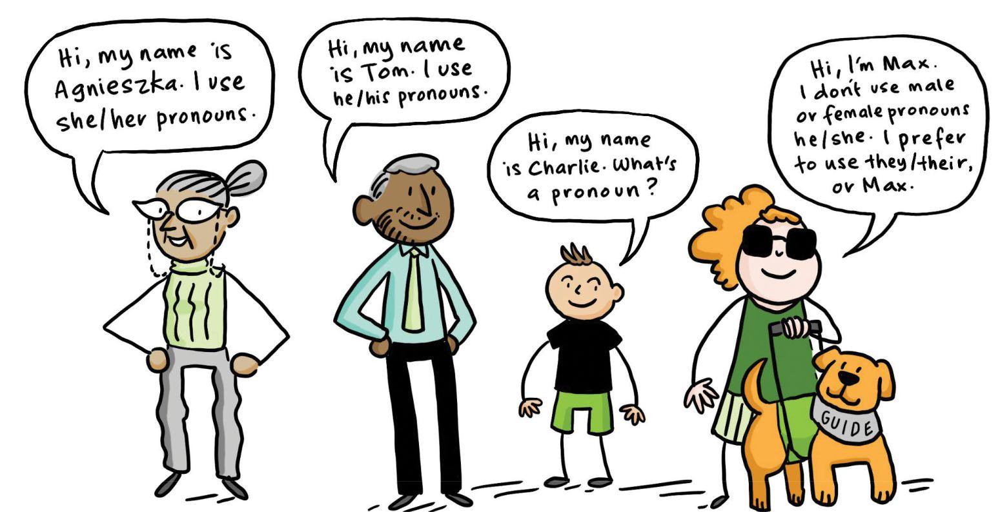 Hi, my name is
Agnieszka. I use
she/her pronouns.
Hi, my name
is Tom. I use
he/his pronouns.
Hi, my name
is Charlie. What's
a pronoun?
Hi, I'm Max.
I don't use male
or female pronouns
he/she. I prefer
to use they/their,
or Max.
GUIDE